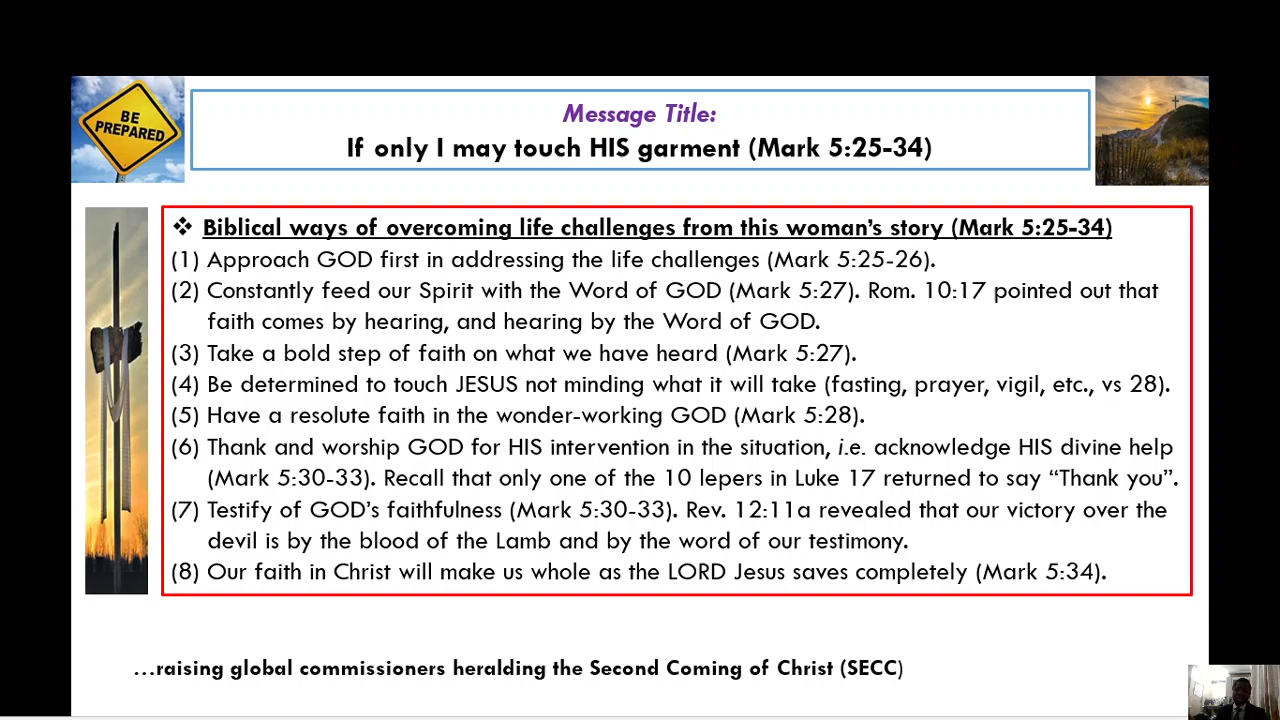 BE
PREPARED
Message Title:
If only I may touch HIS garment (Mark 5:25-34)
❖ Biblical ways of overcoming life challenges from this woman’s story (Mark 5:25-34)
(1) Approach GOD first in addressing the life challenges (Mark 5:25-26).
(2) Constantly feed our Spirit with the Word of GOD (Mark 5:27). Rom. 10:17 pointed out that
faith comes by hearing, and hearing by the Word of GOD.
(3) Take a bold step of faith on what we have heard (Mark 5:27).
(4) Be determined to touch JESUS not minding what it will take (fasting, prayer, vigil, etc., vs 28).
(5) Have a resolute faith in the wonder-working GOD (Mark 5:28).
(6) Thank and worship GOD for HIS intervention in the situation, i.e. acknowledge HIS divine help
(Mark 5:30-33). Recall that only one of the 10 lepers in Luke 17 returned to say “Thank you”.
(7) Testify of GOD’s faithfulness (Mark 5:30-33). Rev. 12:11a revealed that our victory over the
devil is by the blood of the Lamb and by the word of our testimony.
(8) Our faith in Christ will make us whole as the LORD Jesus saves completely (Mark 5:34).
…raising global commissioners heralding the Second Coming of Christ (SECC)